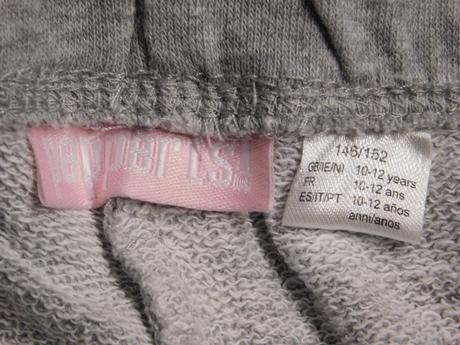 pepperts!
146/152
GB/IE/NI 10-12 years
FR 10-12 ans
ES/IT/PT 10-12 años
anni/anos